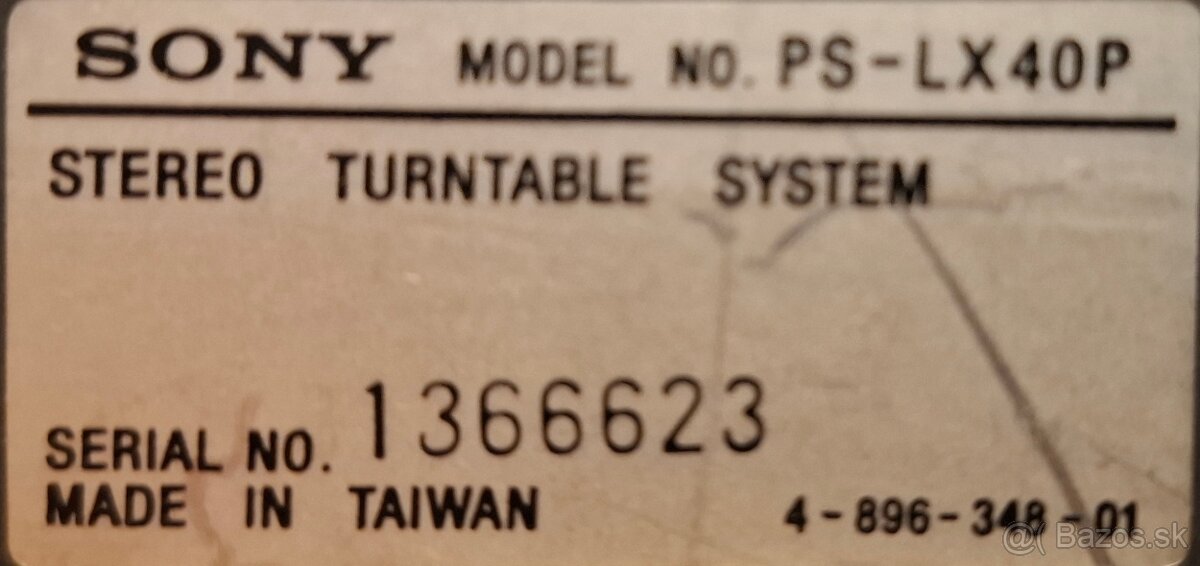 SONY MODEL NO. PS-LX40P
STEREO TURNTABLE SYSTEM
SERIAL NO. 1366623
MADE IN TAIWAN 4-896-348-01
Bazos.sk